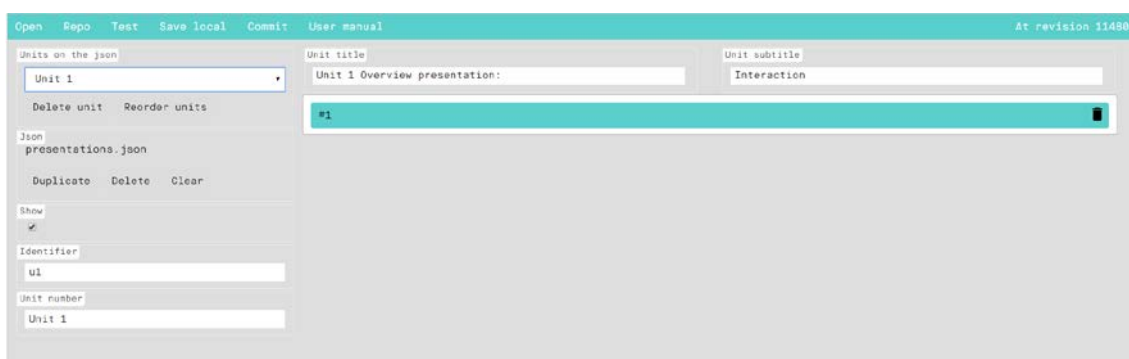 Open Repo Test Save local Commit User manual At revision 11480
Units on the json
Unit 1
Delete unit Reorder units
Json
presentations.json
Duplicate Delete Clear
Show
Identifier
u1
Unit number
Unit 1
Unit title
Unit 1 Overview presentation:
Unit subtitle
Interaction
#1